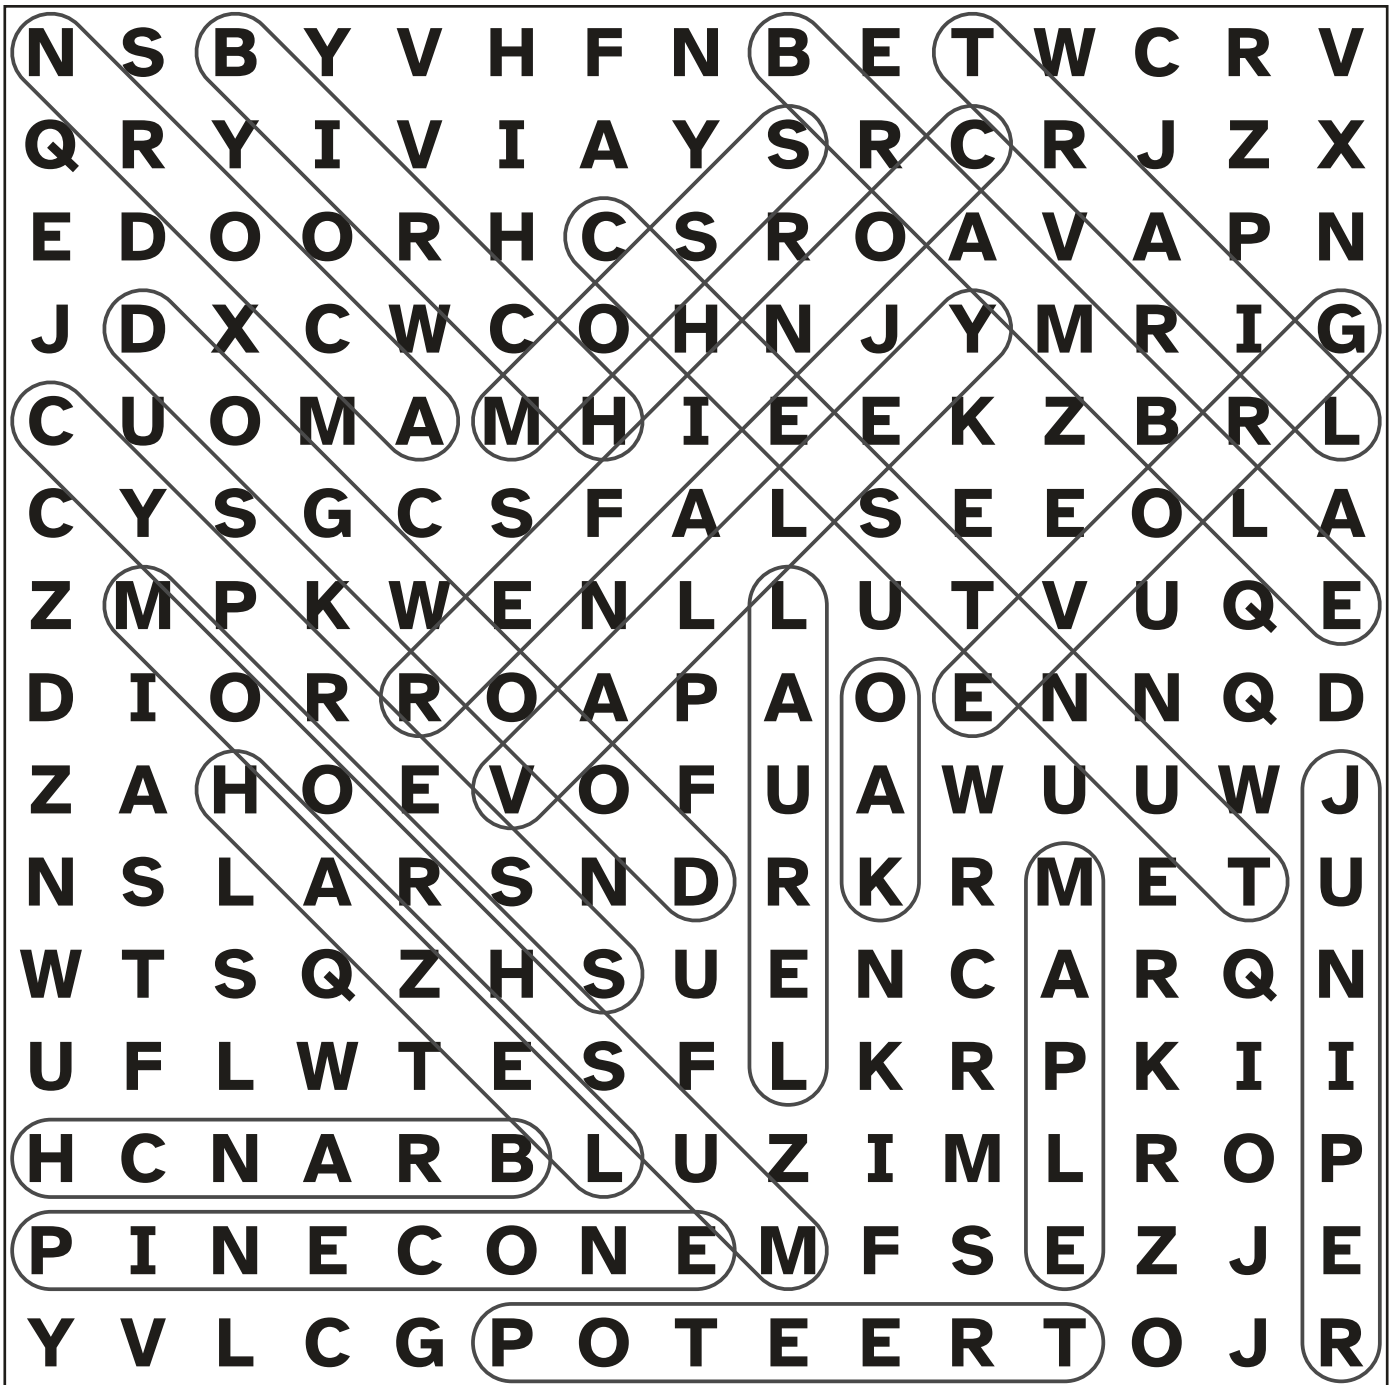 N S B Y V H F N B E T W C R V
Q R Y I V I A Y S R C R J Z X
E D O O R H C S R O A V A P N
J D X C W C O H N J Y M R I G
C U O M A M H I E E K Z B R L
C Y S G C S F A L S E E O L A
Z M P K W E N L L U T V U Q E
D I O R R O A P A O E N N Q D
Z A H O E V O F U A W U U W J
N S L A R S N D R K R M E T U
W T S Q Z H S U E N C A R Q N
U F L W T E S F L K R P K I I
H C N A R B L U Z I M L R O P
P I N E C O N E M F S E Z J E
Y V L C G P O T E E R T O J R